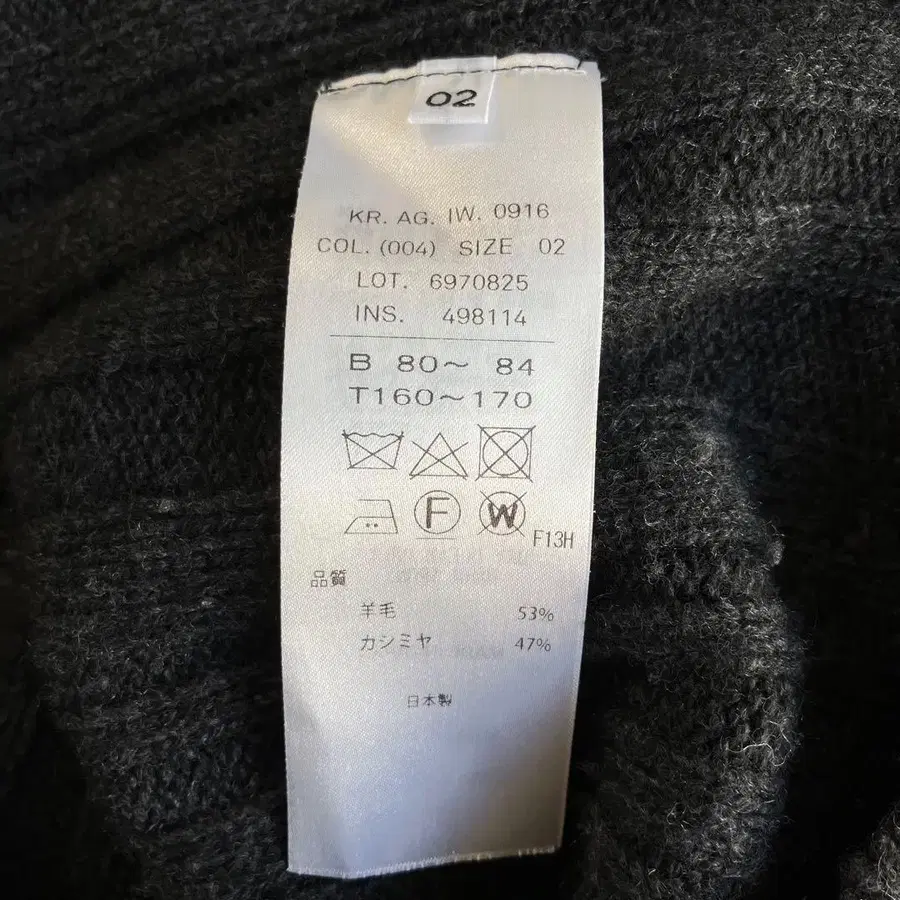 02
KR. AG. IW. 0916
COL. (004) SIZE 02
LOT. 6970825
INS. 498114
B 80～ 84
T160～170
F W F13H
品質
羊毛 53%
カシミヤ 47%
日本製